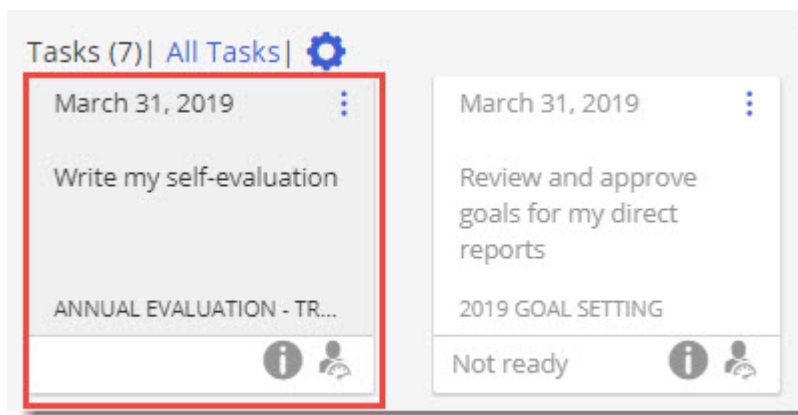 Tasks (7)| All Tasks|
March 31, 2019
Write my self-evaluation
ANNUAL EVALUATION - TR...
March 31, 2019
Review and approve
goals for my direct
reports
2019 GOAL SETTING
Not ready